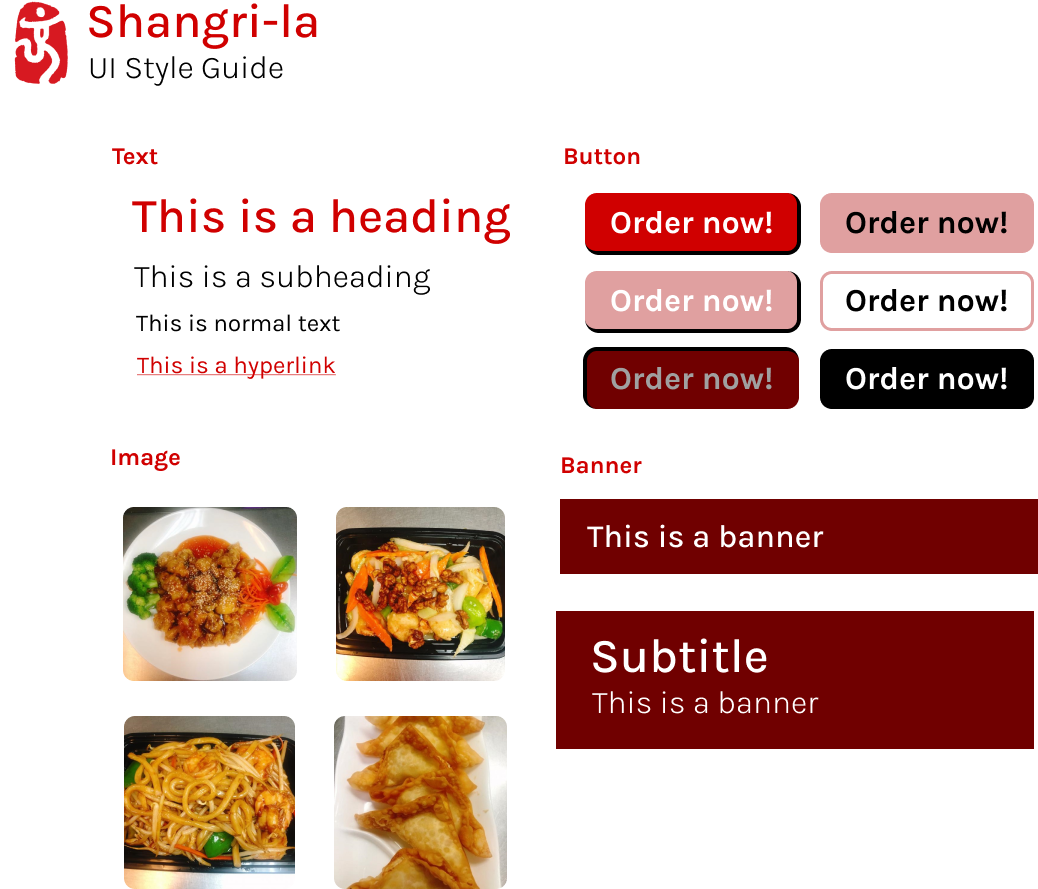 Shangri-la
UI Style Guide
Text
This is a heading
This is a subheading
This is normal text
This is a hyperlink
Button
Order now!
Order now!
Order now!
Order now!
Order now!
Order now!
Image
Banner
This is a banner
Subtitle
This is a banner